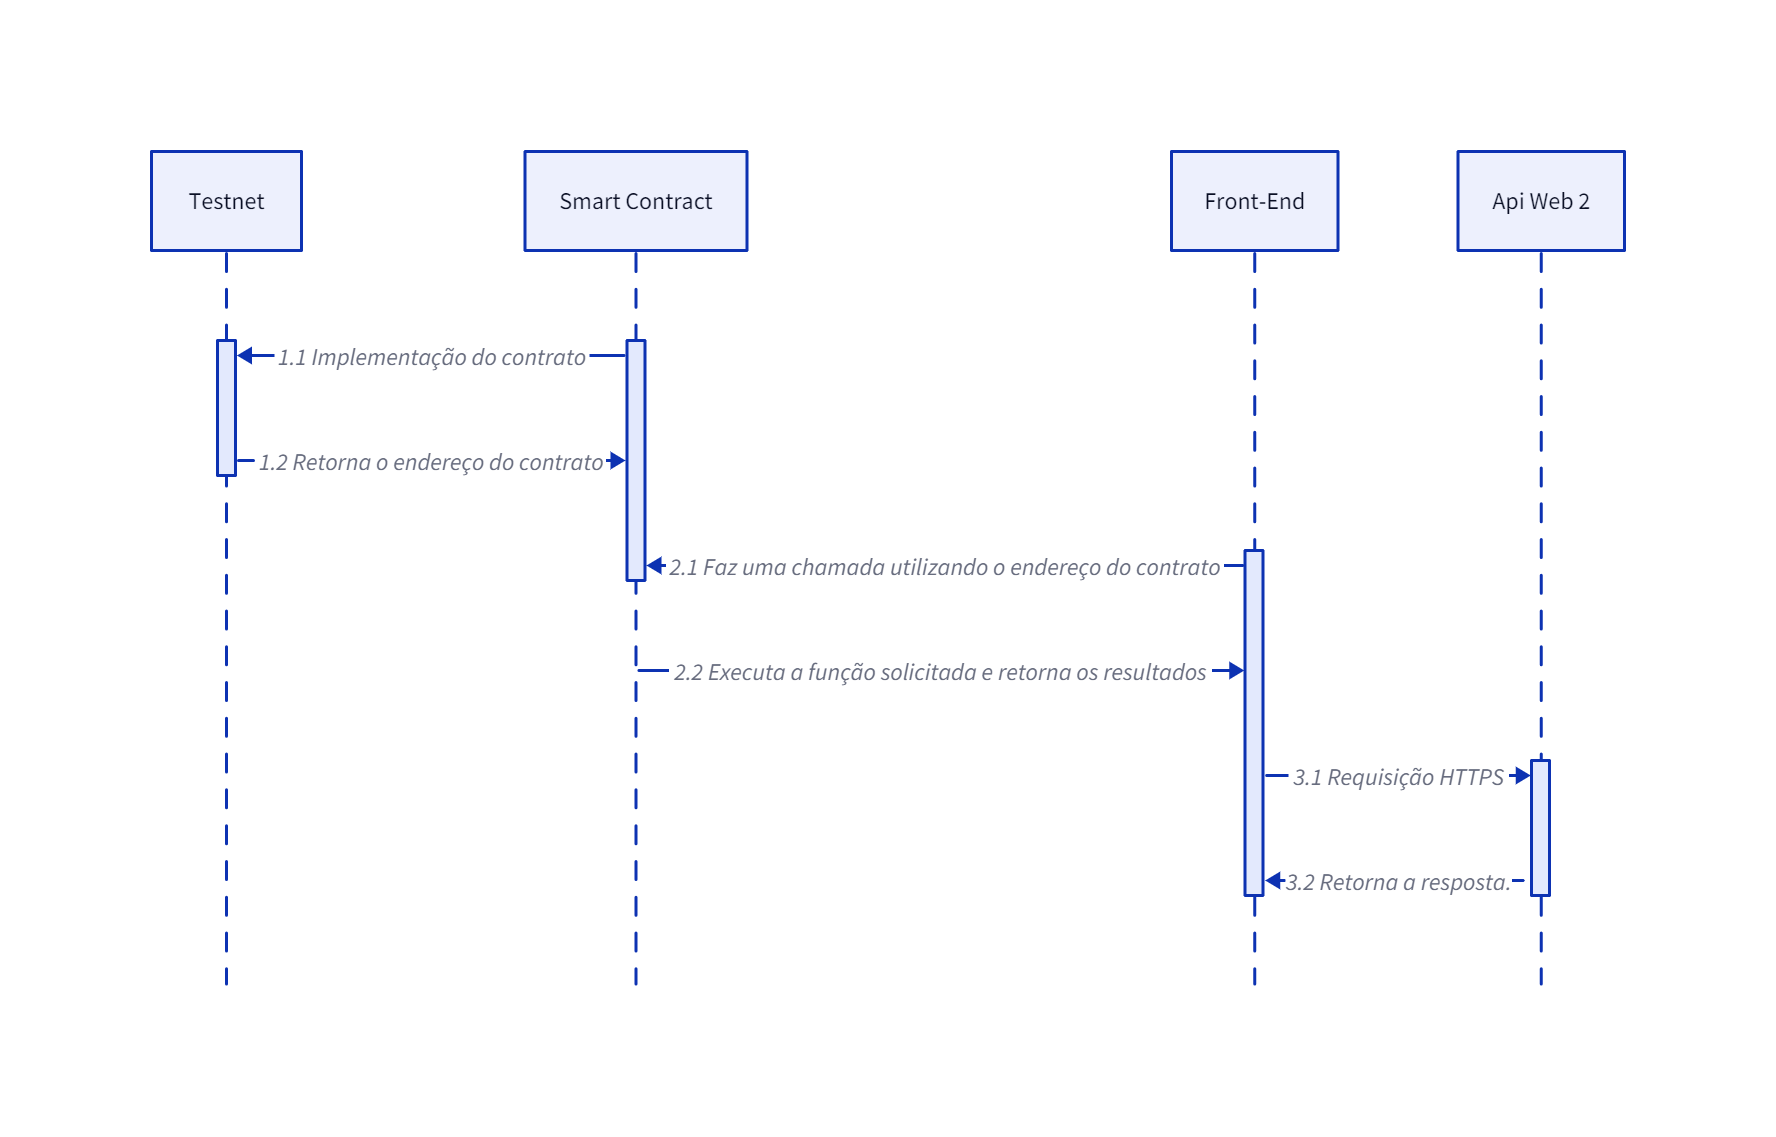 Testnet
Smart Contract
Front-End
Api Web 2
1.1 Implementação do contrato
1.2 Retorna o endereço do contrato
2.1 Faz uma chamada utilizando o endereço do contrato
2.2 Executa a função solicitada e retorna os resultados
3.1 Requisição HTTPS
3.2 Retorna a resposta.